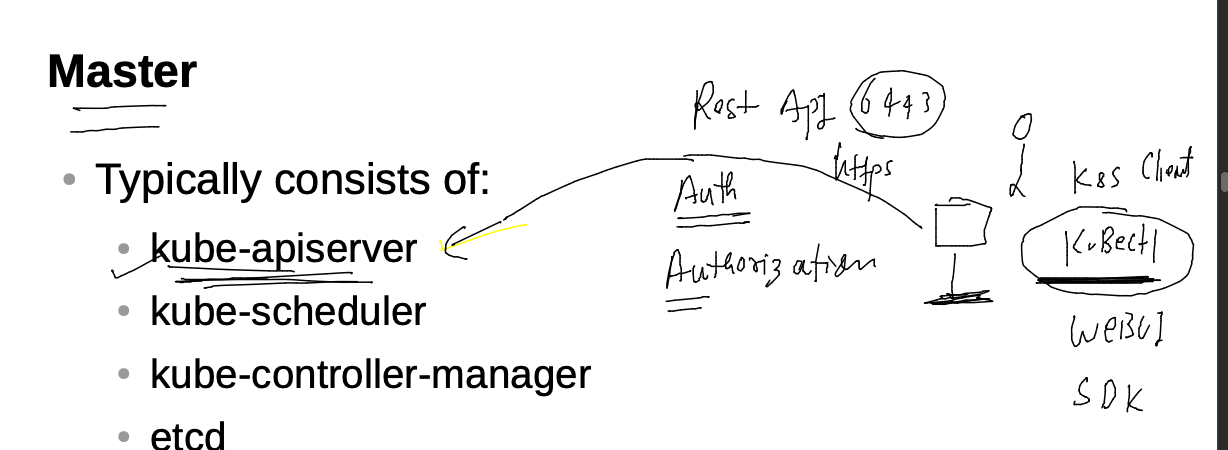 Master
Typically consists of:
kube-apiserver
kube-scheduler
kube-controller-manager
etcd
Rest API 6443
https
Auth
Authorization
K8S Client
KuBectl
WEBUI
SDK